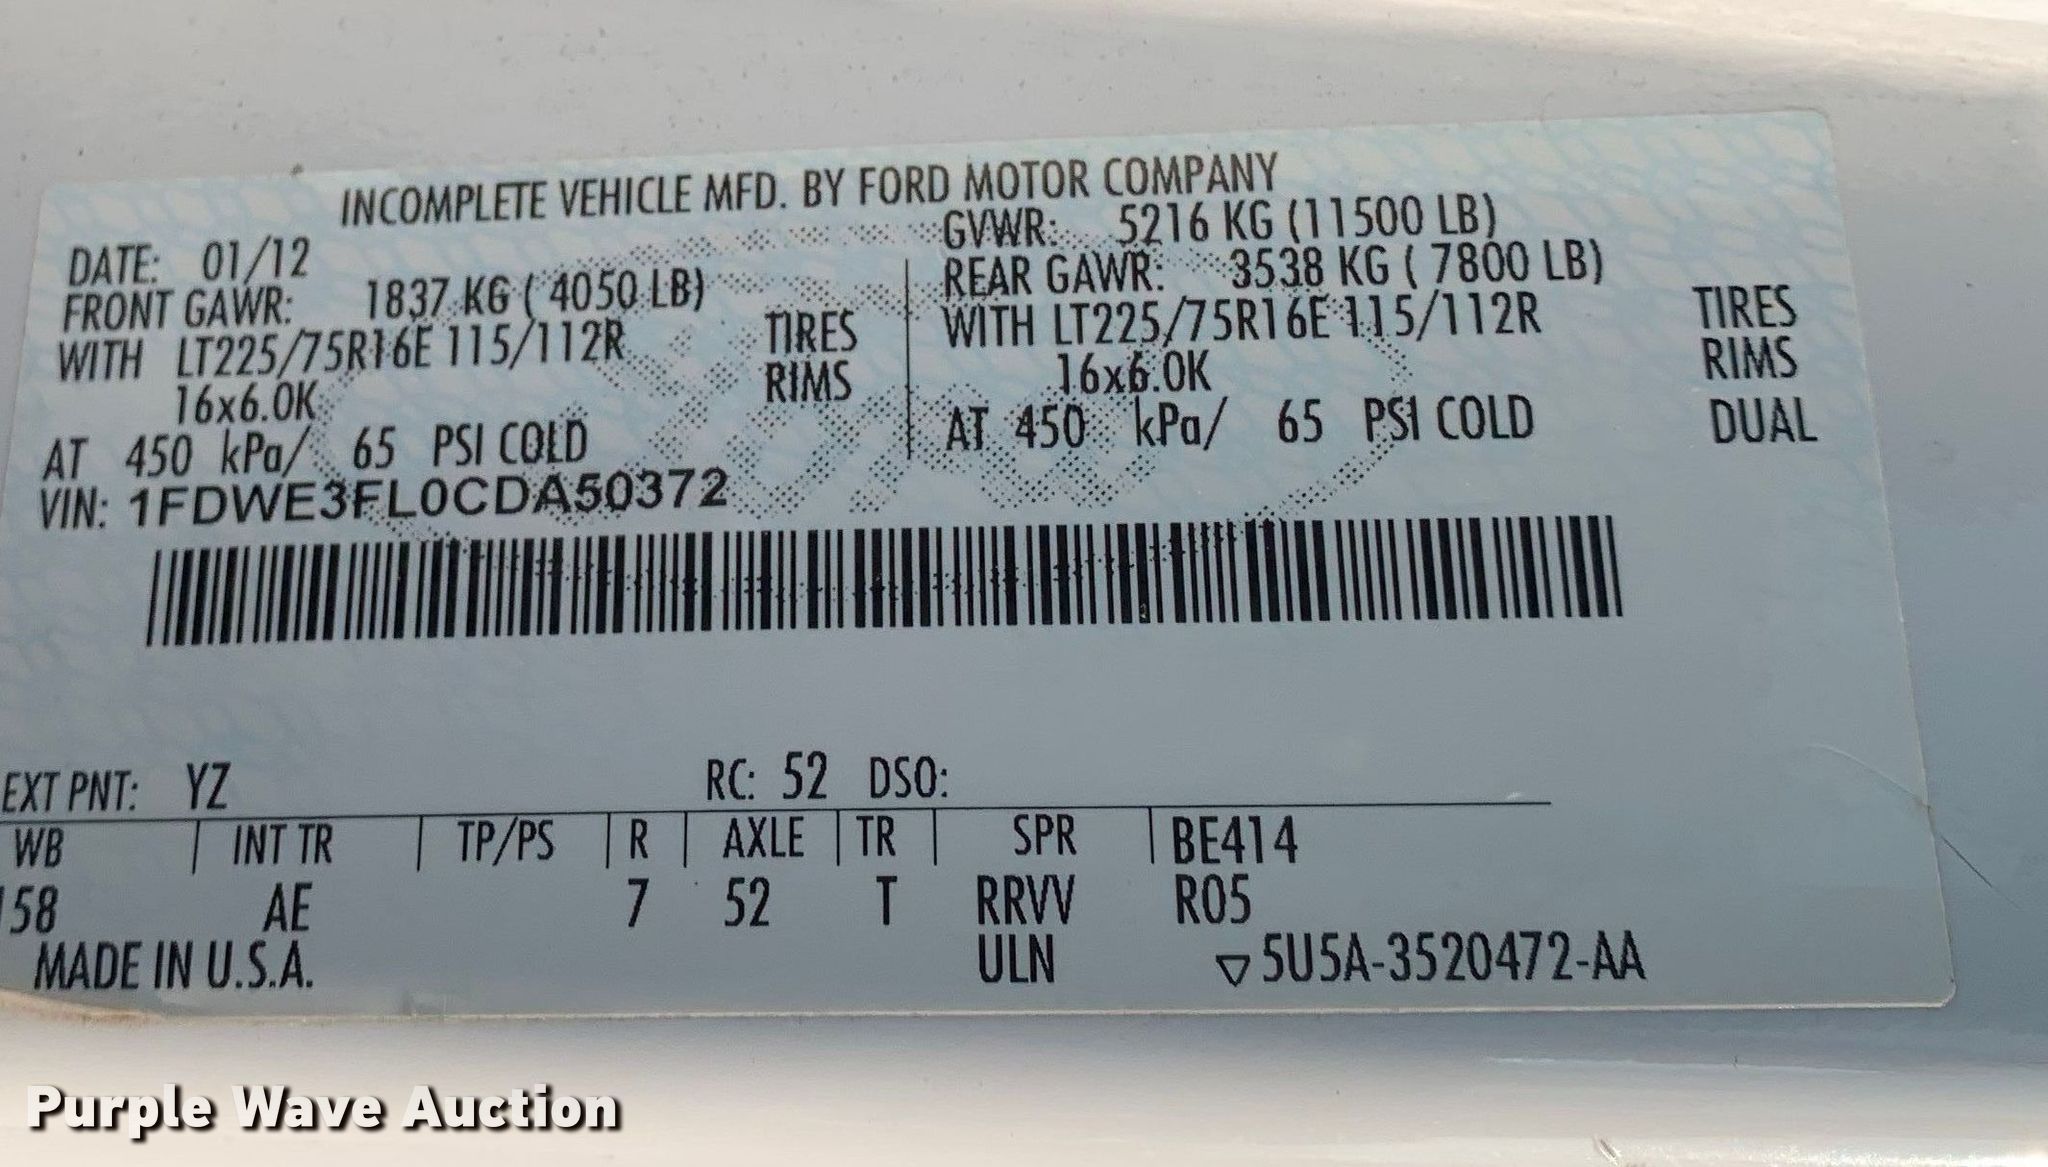 INCOMPLETE VEHICLE MFD. BY FORD MOTOR COMPANY
DATE: 01/12 GVWR: 5216 KG (11500 LB)
FRONT GAWR: 1837 KG ( 4050 LB) REAR GAWR: 3538 KG ( 7800 LB)
WITH LT225/75R16E 115/112R TIRES WITH LT225/75R16E 115/112R TIRES
16x6.0K RIMS 16x6.0K RIMS
AT 450 kPa/ 65 PSI COLD AT 450 kPa/ 65 PSI COLD DUAL
VIN: 1FDWE3FL0CDA50372
EXT PNT: YZ RC: 52 DSO:
WB | INT TR | TP/PS | R | AXLE | TR | SPR | BE414
158 AE 7 52 T RRVV R05
MADE IN U.S.A. ULN ▽5U5A-3520472-AA
Purple Wave Auction